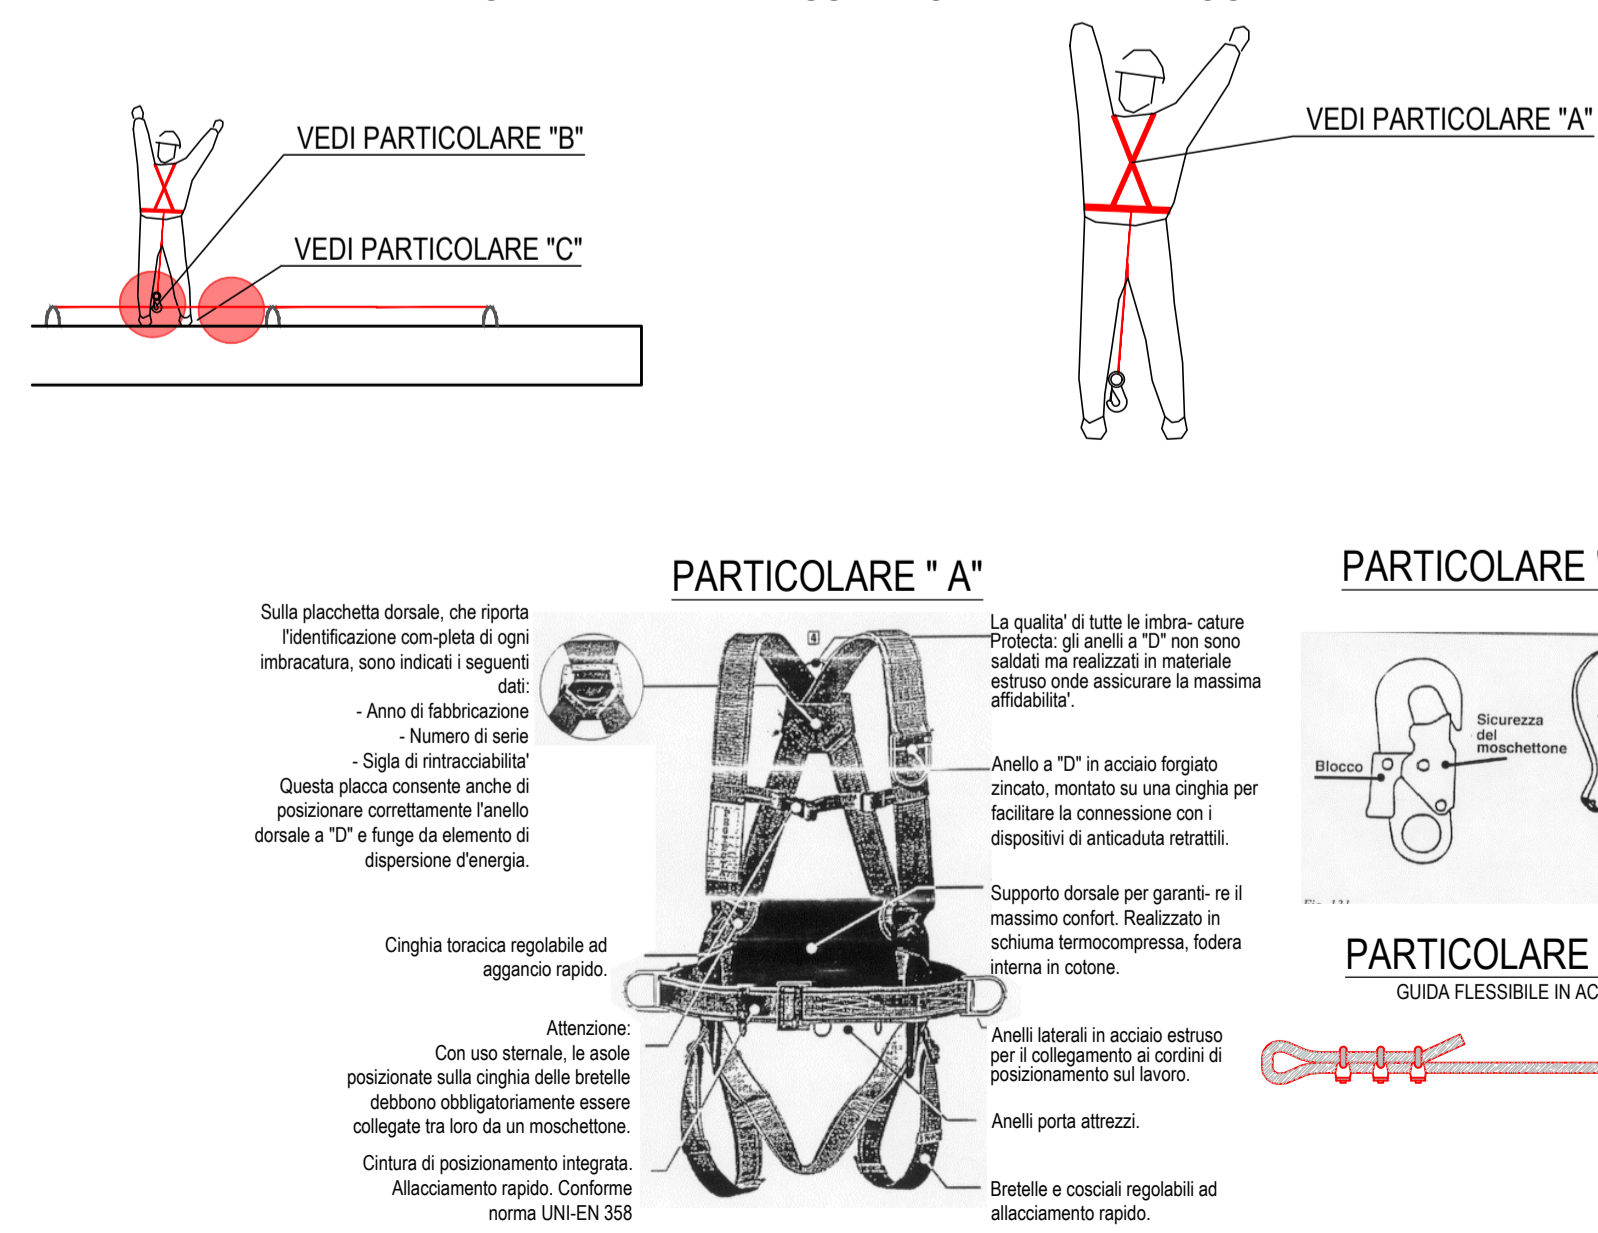 VEDI PARTICOLARE "B"
VEDI PARTICOLARE "C"
VEDI PARTICOLARE "A"
PARTICOLARE " A"
Sulla placchetta dorsale, che riporta
l'identificazione com-pleta di ogni
imbracatura, sono indicati i seguenti
dati:
- Anno di fabbricazione
- Numero di serie
- Sigla di rintracciabilita'
Questa placca consente anche di
posizionare correttamente l'anello
dorsale a "D" e funge da elemento di
dispersione d'energia.
Cinghia toracica regolabile ad
aggancio rapido.
Attenzione:
Con uso sternale, le asole
posizionate sulla cinghia delle bretelle
debbono obbligatoriamente essere
collegate tra loro da un moschettone.
Cintura di posizionamento integrata.
Allacciamento rapido. Conforme
norma UNI-EN 358
4
La qualita' di tutte le imbra- cature
Protecta: gli anelli a "D" non sono
saldati ma realizzati in materiale
estruso onde assicurare la massima
affidabilita'.
Anello a "D" in acciaio forgiato
zincato, montato su una cinghia per
facilitare la connessione con i
dispositivi di anticaduta retrattili.
Supporto dorsale per garanti- re il
massimo confort. Realizzato in
schiuma termocompressa, fodera
interna in cotone.
Anelli laterali in acciaio estruso
per il collegamento ai cordini di
posizionamento sul lavoro.
Anelli porta attrezzi.
Bretelle e cosciali regolabili ad
allacciamento rapido.
PARTICOLARE "
Sicurezza
del
moschettone
Blocco
PARTICOLARE
GUIDA FLESSIBILE IN AC